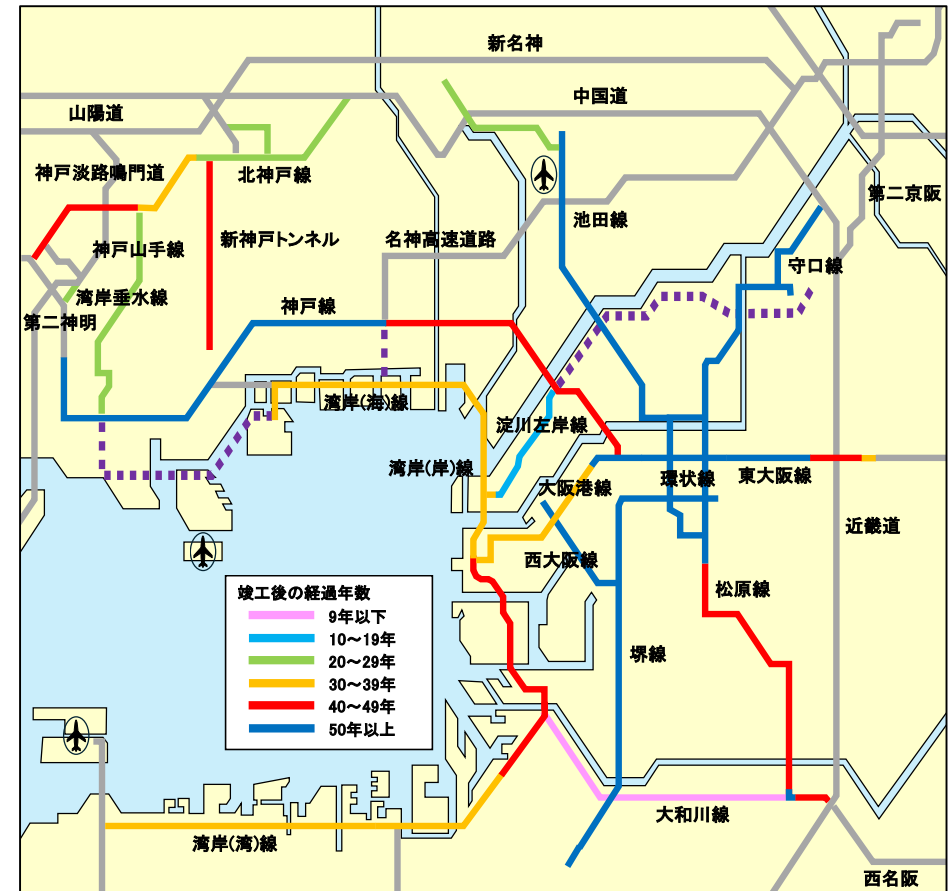 新名神
山陽道
中国道
神戸淡路鳴門道
北神戸線
第二京阪
池田線
神戸山手線
新神戸トンネル
名神高速道路
守口線
湾岸垂水線
第二神明
神戸線
湾岸(海)線
淀川左岸線
湾岸(岸)線
大阪港線
環状線
東大阪線
近畿道
西大阪線
松原線
竣工後の経過年数
9年以下
10～19年
20～29年
30～39年
40～49年
50年以上
堺線
大和川線
湾岸(湾)線
西名阪